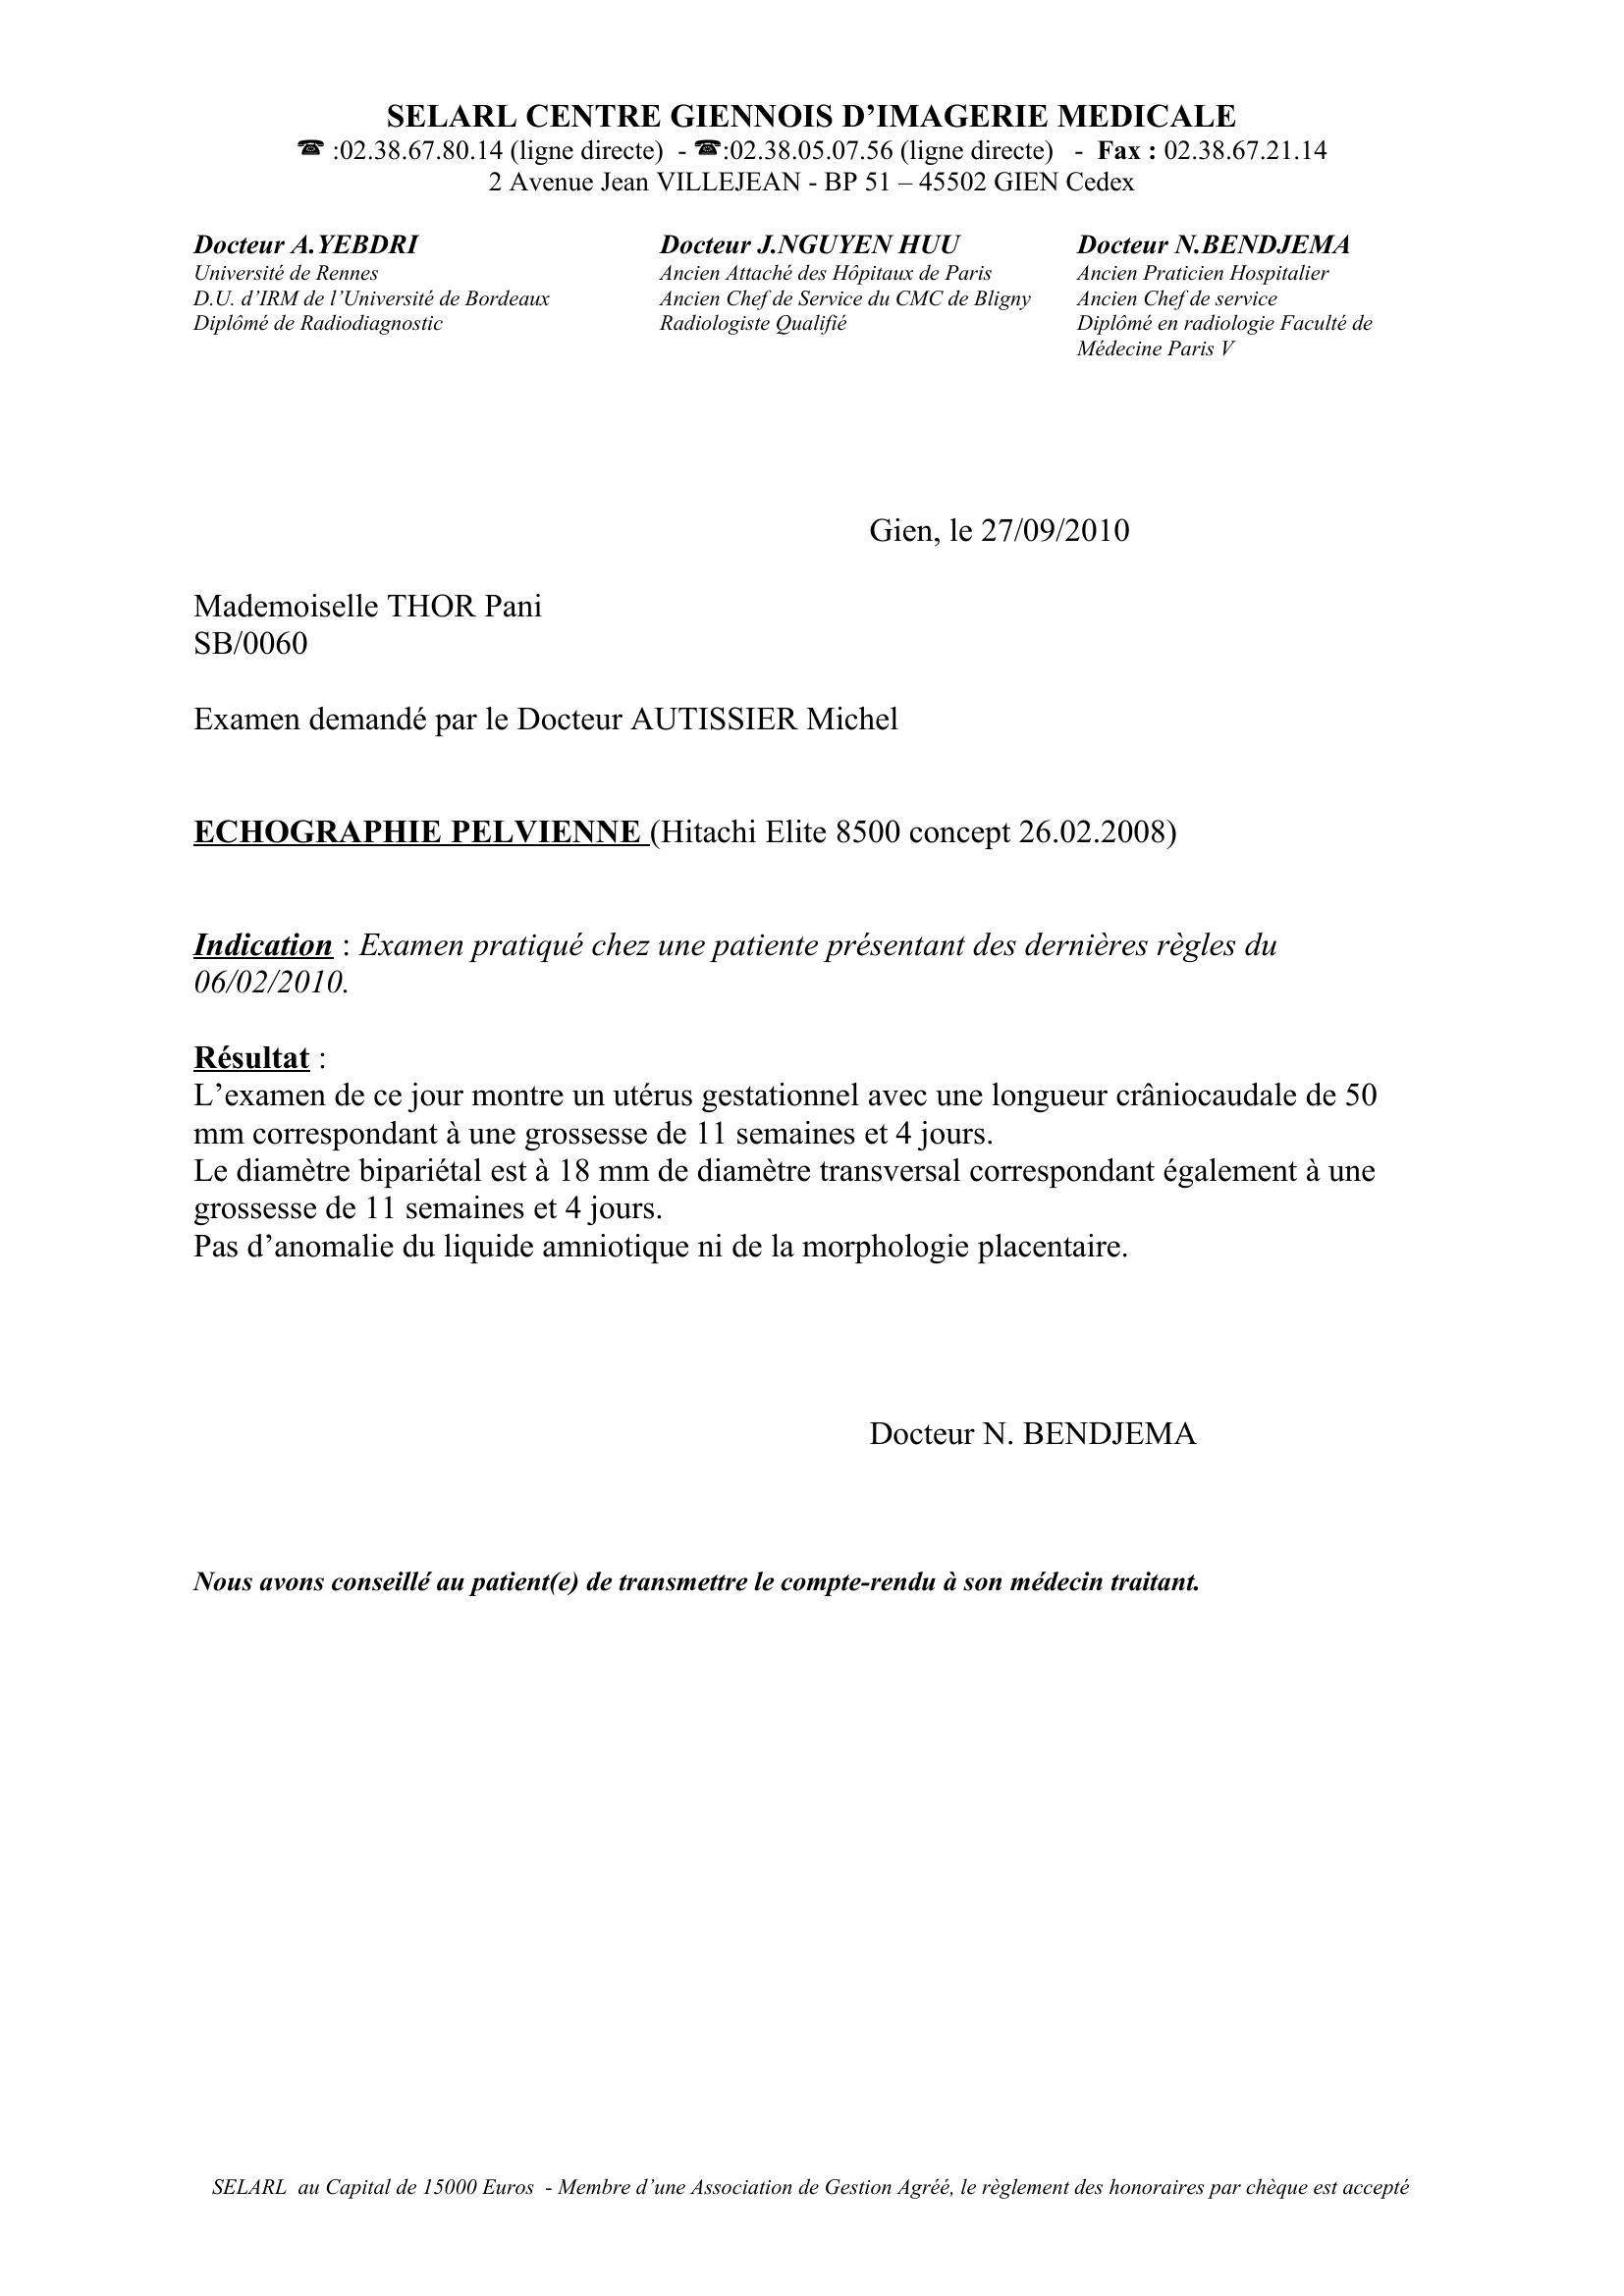 SELARL CENTRE GIENNOIS D’IMAGERIE MEDICALE
☎ :02.38.67.80.14 (ligne directe) - ☎:02.38.05.07.56 (ligne directe) - Fax : 02.38.67.21.14
2 Avenue Jean VILLEJEAN - BP 51 – 45502 GIEN Cedex
Docteur A.YEBDRI
Université de Rennes
D.U. d’IRM de l’Université de Bordeaux
Diplômé de Radiodiagnostic
Docteur J.NGUYEN HUU
Ancien Attaché des Hôpitaux de Paris
Ancien Chef de Service du CMC de Bligny
Radiologiste Qualifié
Docteur N.BENDJEMA
Ancien Praticien Hospitalier
Ancien Chef de service
Diplômé en radiologie Faculté de
Médecine Paris V
Gien, le 27/09/2010
Mademoiselle THOR Pani
SB/0060
Examen demandé par le Docteur AUTISSIER Michel
ECHOGRAPHIE PELVIENNE (Hitachi Elite 8500 concept 26.02.2008)
Indication : Examen pratiqué chez une patiente présentant des dernières règles du
06/02/2010.
Résultat :
L’examen de ce jour montre un utérus gestationnel avec une longueur crâniocaudale de 50
mm correspondant à une grossesse de 11 semaines et 4 jours.
Le diamètre bipariétal est à 18 mm de diamètre transversal correspondant également à une
grossesse de 11 semaines et 4 jours.
Pas d’anomalie du liquide amniotique ni de la morphologie placentaire.
Docteur N. BENDJEMA
Nous avons conseillé au patient(e) de transmettre le compte-rendu à son médecin traitant.
SELARL au Capital de 15000 Euros - Membre d’une Association de Gestion Agréé, le règlement des honoraires par chèque est accepté